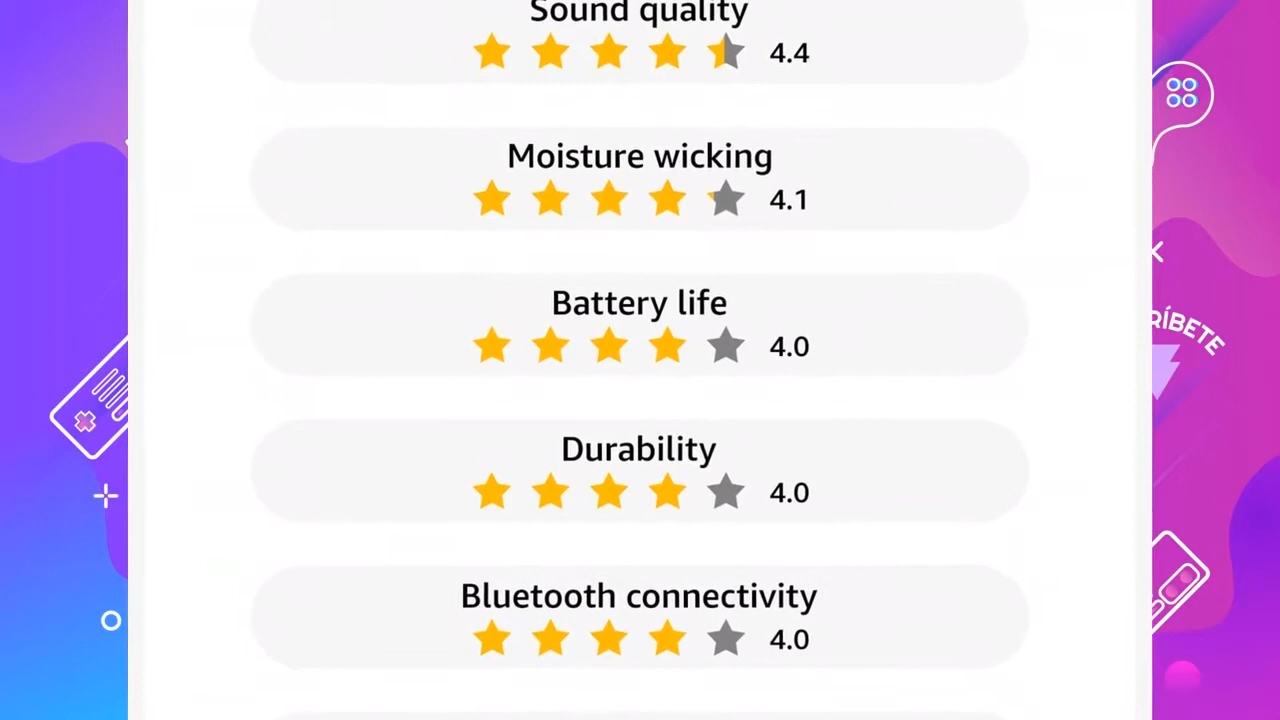 Sound quality
4.4
Moisture wicking
4.1
Battery life
4.0
Durability
4.0
Bluetooth connectivity
4.0
RÍBETE